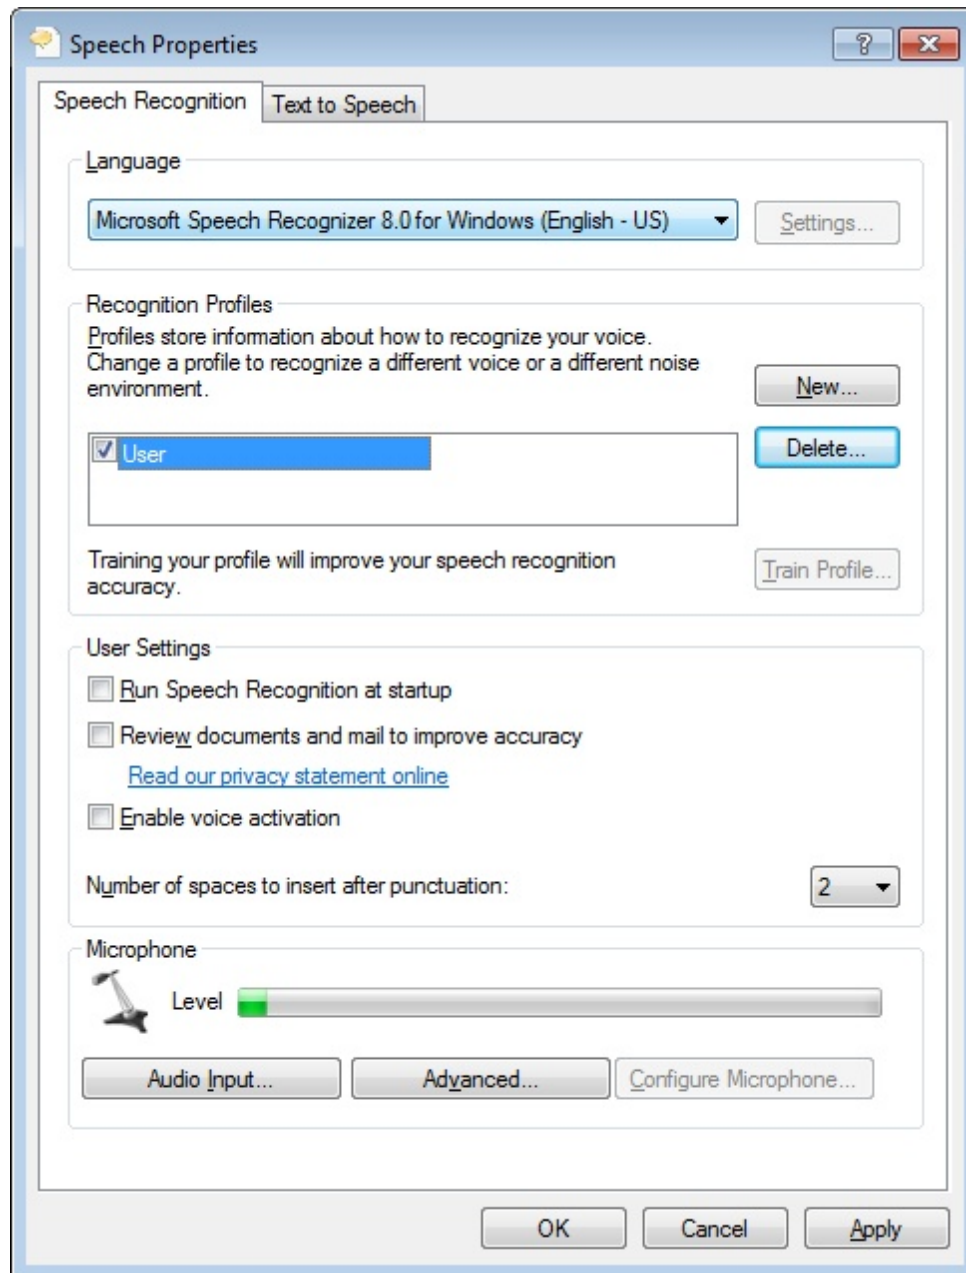 Speech Properties
Speech Recognition
Text to Speech
Language
Microsoft Speech Recognizer 8.0 for Windows (English - US)
Settings...
Recognition Profiles
Profiles store information about how to recognize your voice.
Change a profile to recognize a different voice or a different noise
environment.
New...
User
Delete...
Training your profile will improve your speech recognition
accuracy.
Train Profile...
User Settings
Run Speech Recognition at startup
Review documents and mail to improve accuracy
Read our privacy statement online
Enable voice activation
Number of spaces to insert after punctuation:
2
Microphone
Level
Audio Input...
Advanced...
Configure Microphone...
OK
Cancel
Apply